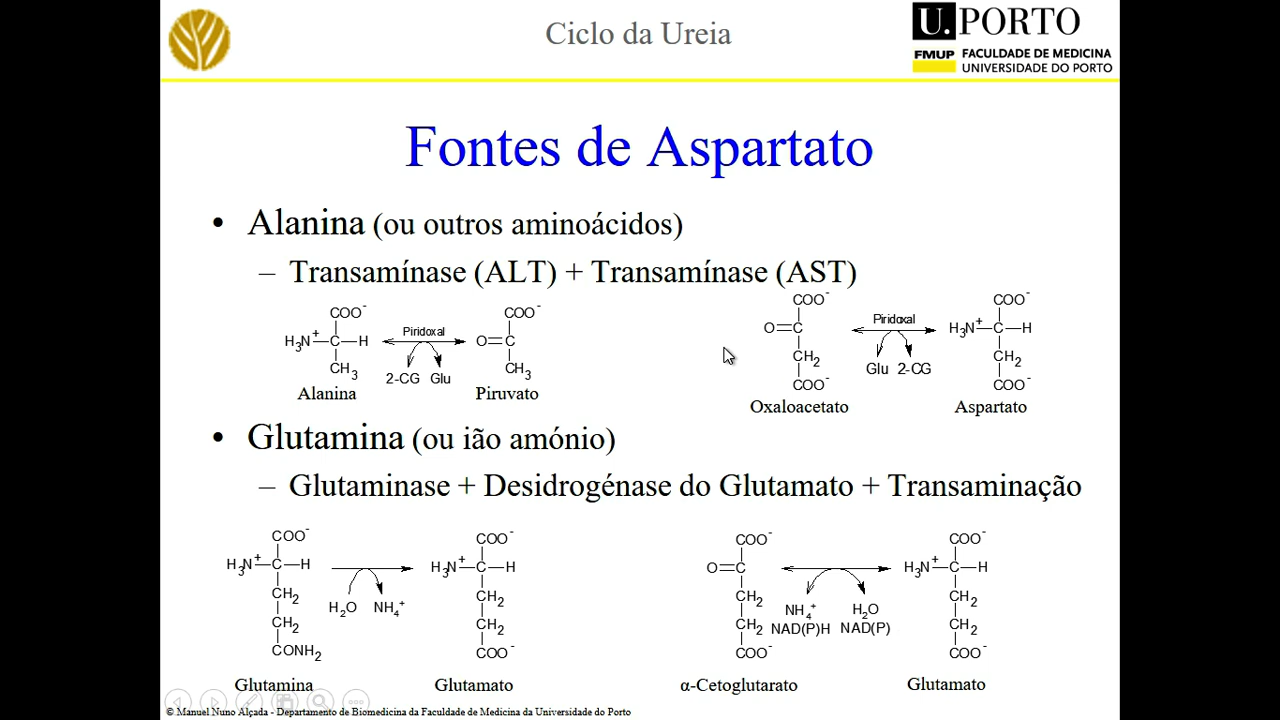 Ciclo da Ureia
U. PORTO
FMUP FACULDADE DE MEDICINA
UNIVERSIDADE DO PORTO
Fontes de Aspartato
• Alanina (ou outros aminoácidos)
– Transamínase (ALT) + Transamínase (AST)
COO⁻
H₃N⁺–C–H
CH₃
Alanina
Piridoxal
2-CG Glu
COO⁻
O=C
CH₃
Piruvato
COO⁻
O=C
CH₂
COO⁻
Oxaloacetato
Piridoxal
Glu 2-CG
COO⁻
H₃N⁺–C–H
CH₂
COO⁻
Aspartato
• Glutamina (ou ião amónio)
– Glutaminase + Desidrogénase do Glutamato + Transaminação
COO⁻
H₃N⁺–C–H
CH₂
CH₂
CONH₂
Glutamina
H₂O NH₄⁺
COO⁻
H₃N⁺–C–H
CH₂
CH₂
COO⁻
Glutamato
COO⁻
O=C
CH₂
CH₂
COO⁻
α-Cetoglutarato
NH₄⁺ H₂O
NAD(P)H NAD(P)
COO⁻
H₃N⁺–C–H
CH₂
CH₂
COO⁻
Glutamato
© Manuel Nuno Alçada - Departamento de Biomedicina da Faculdade de Medicina da Universidade do Porto